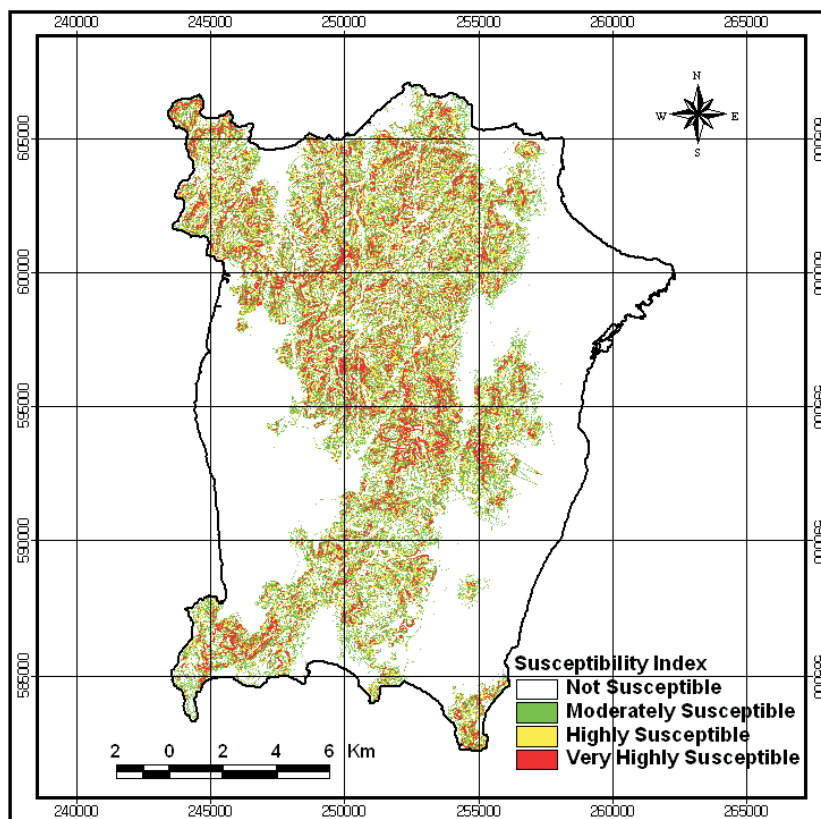 240000 245000 250000 255000 260000 265000
N
W E
S
605000
600000
595000
590000
585000
Susceptibility Index
Not Susceptible
Moderately Susceptible
Highly Susceptible
Very Highly Susceptible
2 0 2 4 6 Km
240000 245000 250000 255000 260000 265000